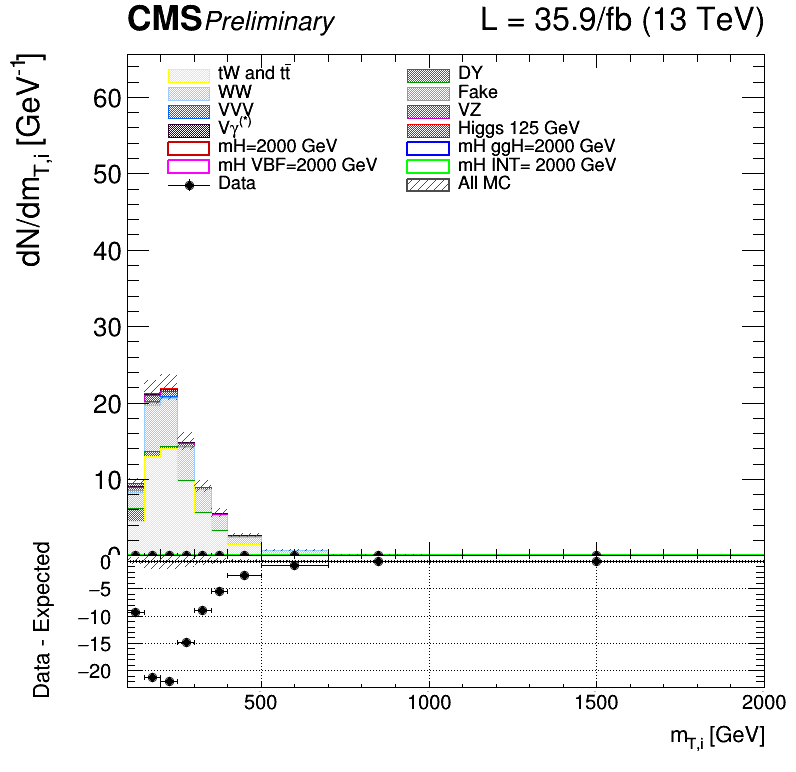 CMS Preliminary L = 35.9/fb (13 TeV)
dN/dm_{T,i} [GeV^{-1}]
tW and tt̄ DY
WW Fake
VVV VZ
Vγ^{(*)} Higgs 125 GeV
mH=2000 GeV mH ggH=2000 GeV
mH VBF=2000 GeV mH INT= 2000 GeV
Data All MC
60
50
40
30
20
10
0
Data - Expected
0
−5
−10
−15
−20
500 1000 1500 2000
m_{T,i} [GeV]